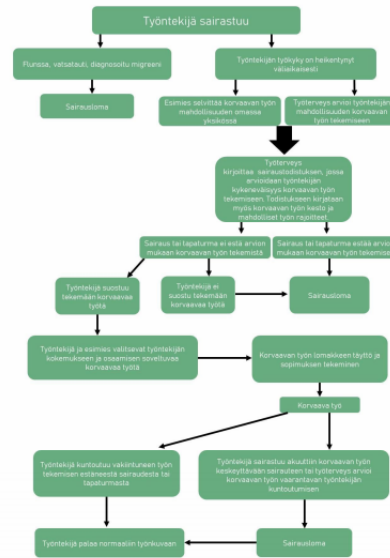 Työntekijä sairastuu
Flunssa, vatsatauti, diagnosoitu migreeni
Työntekijän työkyky on heikentynyt
väliaikaisesti
Sairausloma
Esimies selvittää korvaavan työn
mahdollisuuden omassa
yksikössä
Työterveys arvioi työntekijän
mahdollisuuden korvaavan
työn tekemiseen
Työterveys
kirjoittaa sairaustodistuksen, jossa
arvioidaan työntekijän
kykeneväisyys korvaavan työn
tekemiseen. Todistukseen kirjataan
myös korvaavan työn kesto ja
mahdolliset työn rajoitteet.
Sairaus tai tapaturma ei estä arvion
mukaan korvaavan työn tekemistä
Sairaus tai tapaturma estää arvion
mukaan korvaavan työn tekemisen
Työntekijä suostuu
tekemään korvaavaa
työtä
Työntekijä ei
suostu tekemään
korvaavaa työtä
Sairausloma
Työntekijä ja esimies valitsevat työntekijän
kokemukseen ja osaamisen soveltuvaa
korvaavaa työtä
Korvaavan työn lomakkeen täyttö ja
sopimuksen tekeminen
Korvaava työ
Työntekijä kuntoutuu vakiintuneen työn
tekemisen estäneestä sairaudesta tai
tapaturmasta
Työntekijä sairastuu akuuttiin korvaavan työn
keskeyttävään sairauteen tai työterveys arvioi
korvaavan työn vaarantavan työntekijän
kuntoutumisen
Työntekijä palaa normaaliin työnkuvaan
Sairausloma